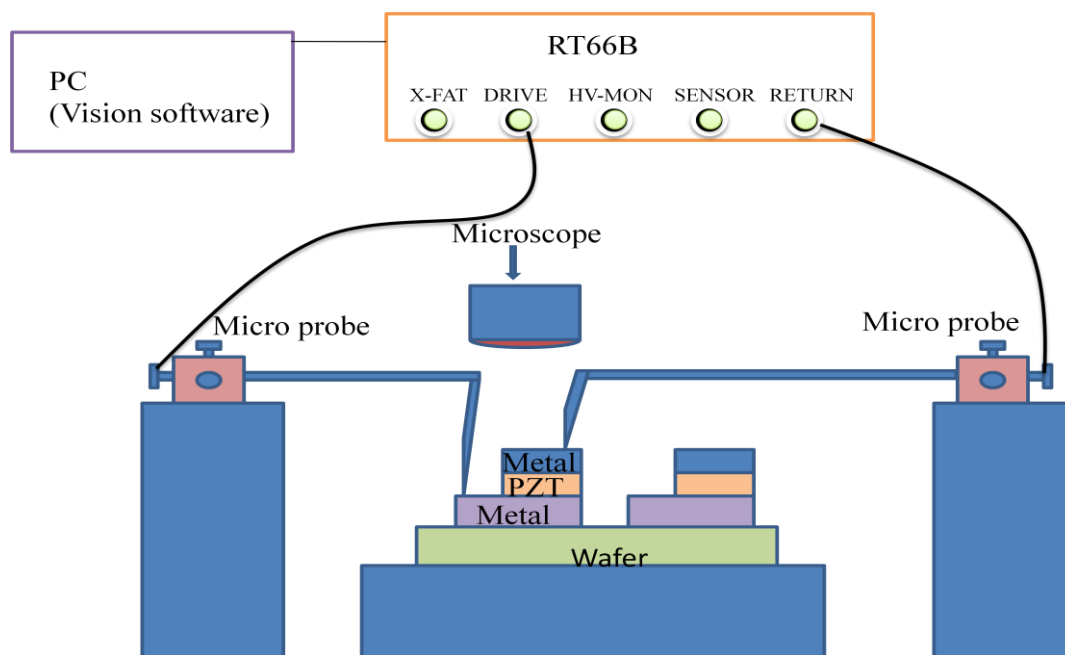 RT66B
PC
(Vision software)
X-FAT DRIVE HV-MON SENSOR RETURN
Microscope
Micro probe
Micro probe
Metal
PZT
Metal
Wafer